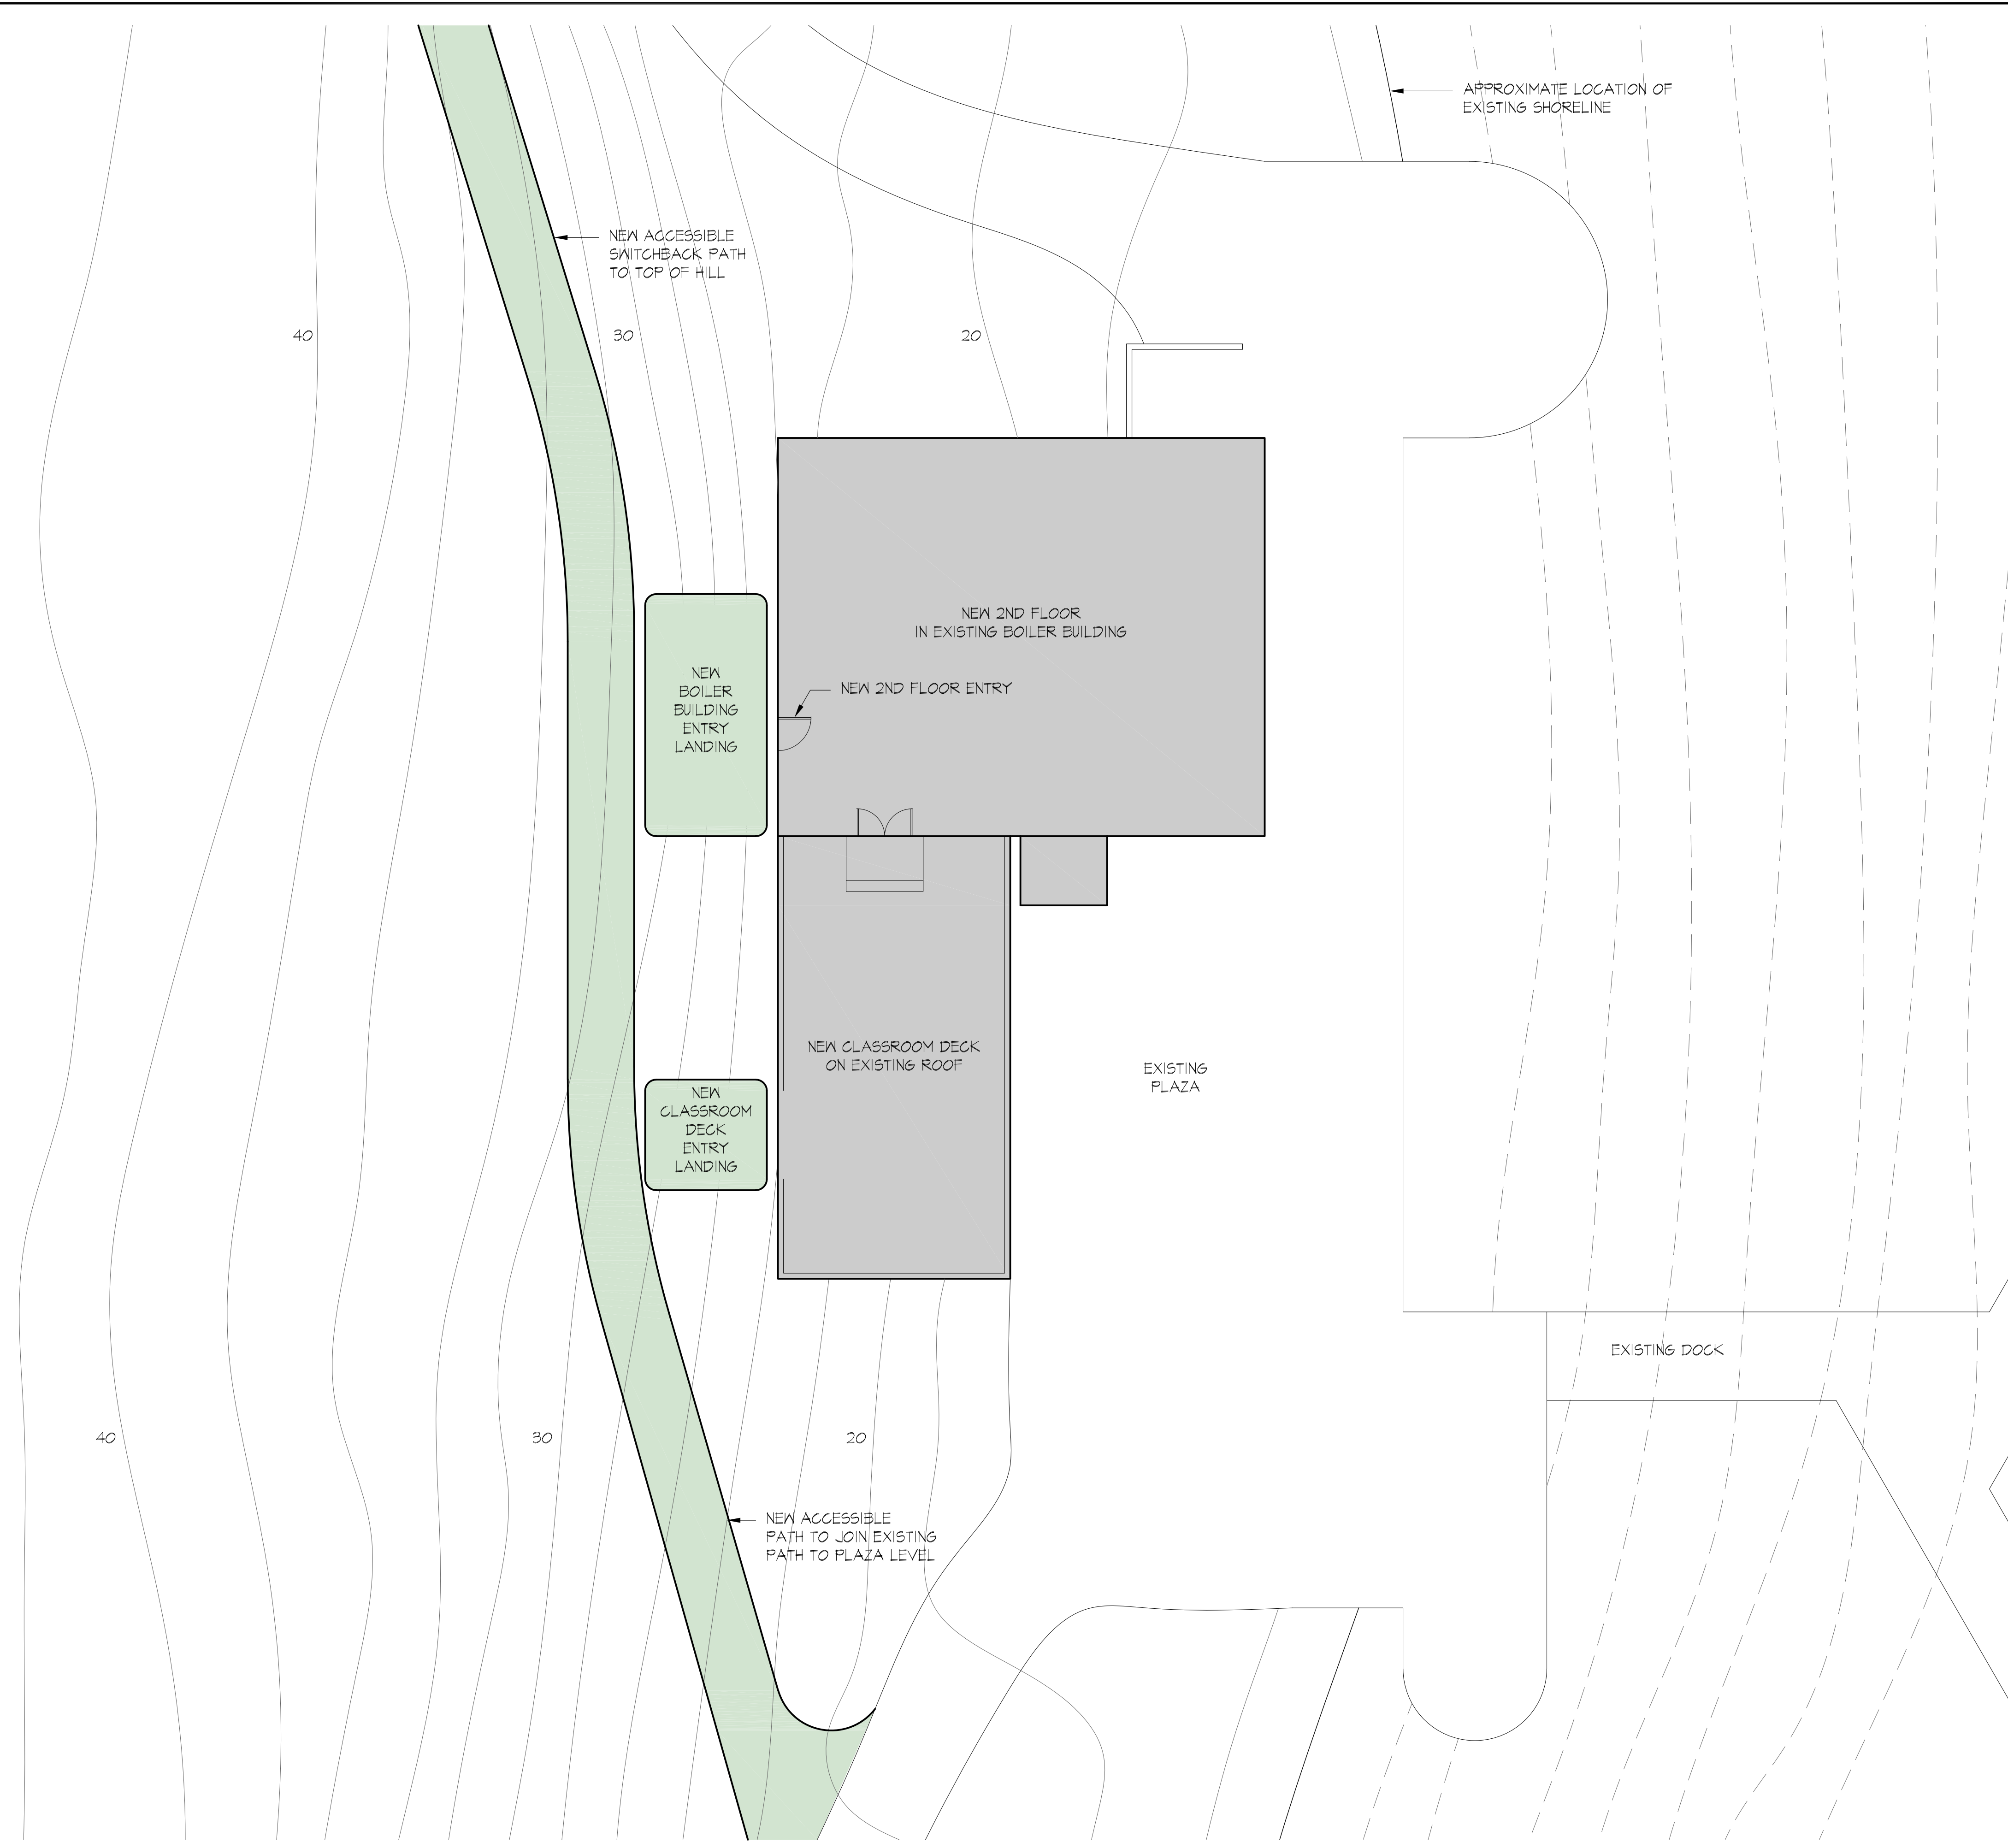 APPROXIMATE LOCATION OF
EXISTING SHORELINE
NEW ACCESSIBLE
SWITCHBACK PATH
TO TOP OF HILL
40
30
20
NEW 2ND FLOOR
IN EXISTING BOILER BUILDING
NEW 2ND FLOOR ENTRY
NEW
BOILER
BUILDING
ENTRY
LANDING
NEW CLASSROOM DECK
ON EXISTING ROOF
EXISTING
PLAZA
NEW
CLASSROOM
DECK
ENTRY
LANDING
EXISTING DOCK
40
30
20
NEW ACCESSIBLE
PATH TO JOIN EXISTING
PATH TO PLAZA LEVEL